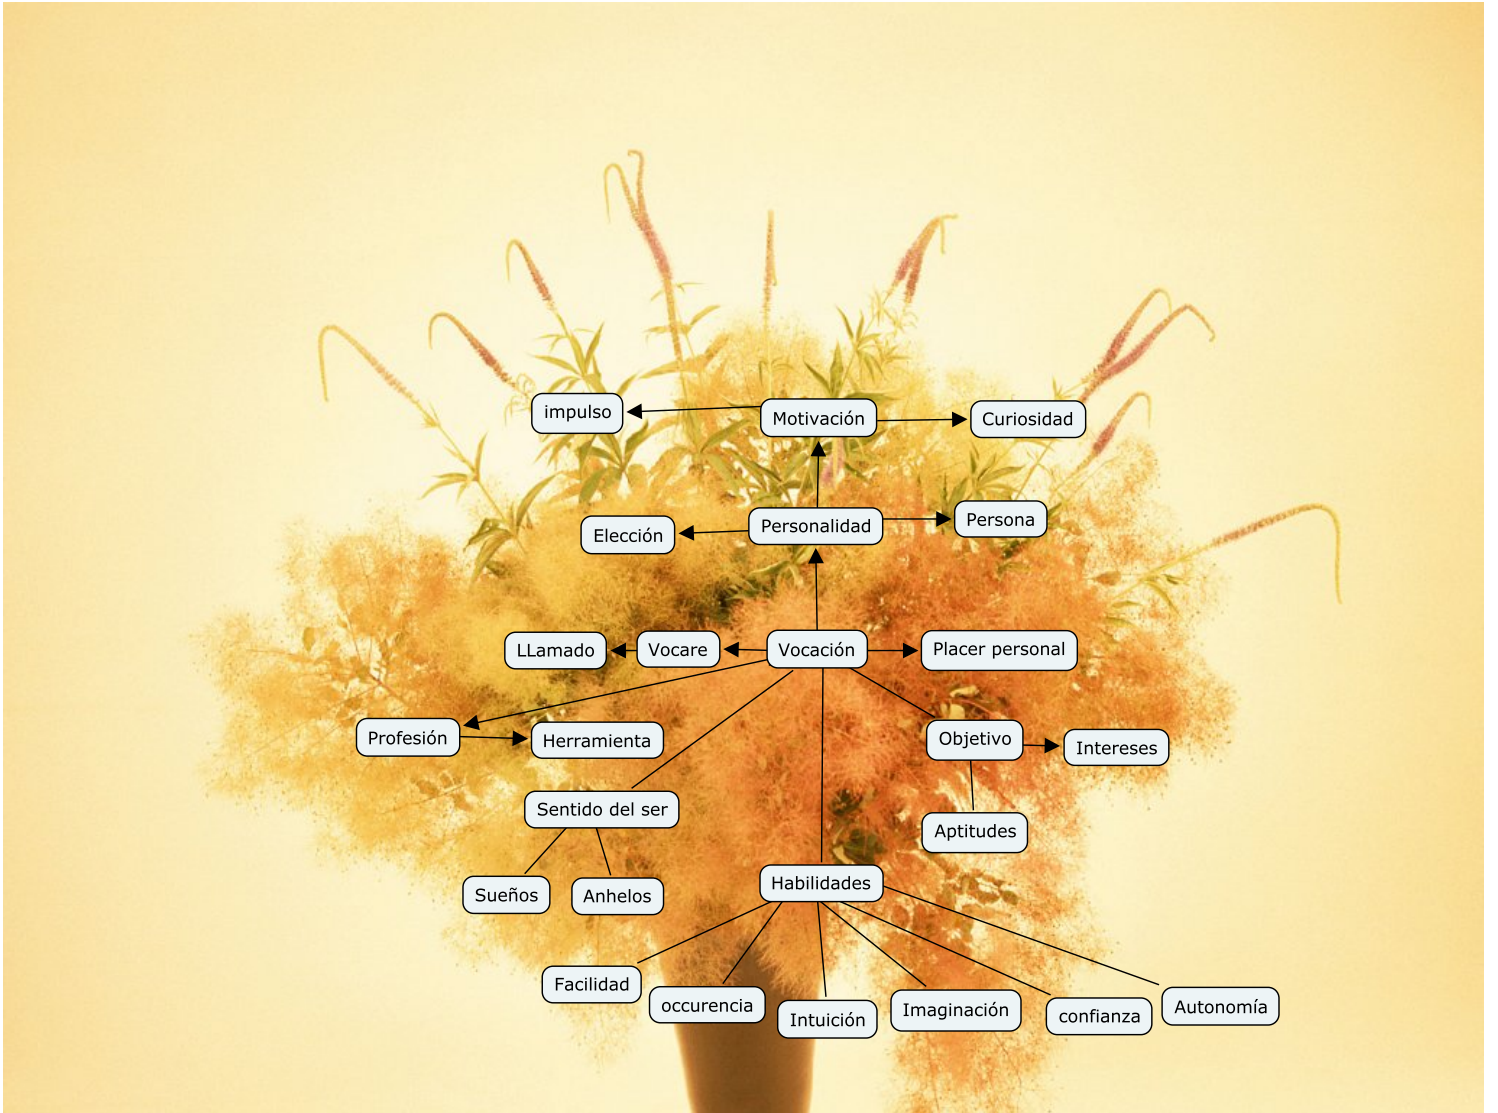 impulso
Motivación
Curiosidad
Elección
Personalidad
Persona
LLamado
Vocare
Vocación
Placer personal
Profesión
Herramienta
Objetivo
Intereses
Sentido del ser
Aptitudes
Sueños
Anhelos
Habilidades
Facilidad
occurencia
Intuición
Imaginación
confianza
Autonomía